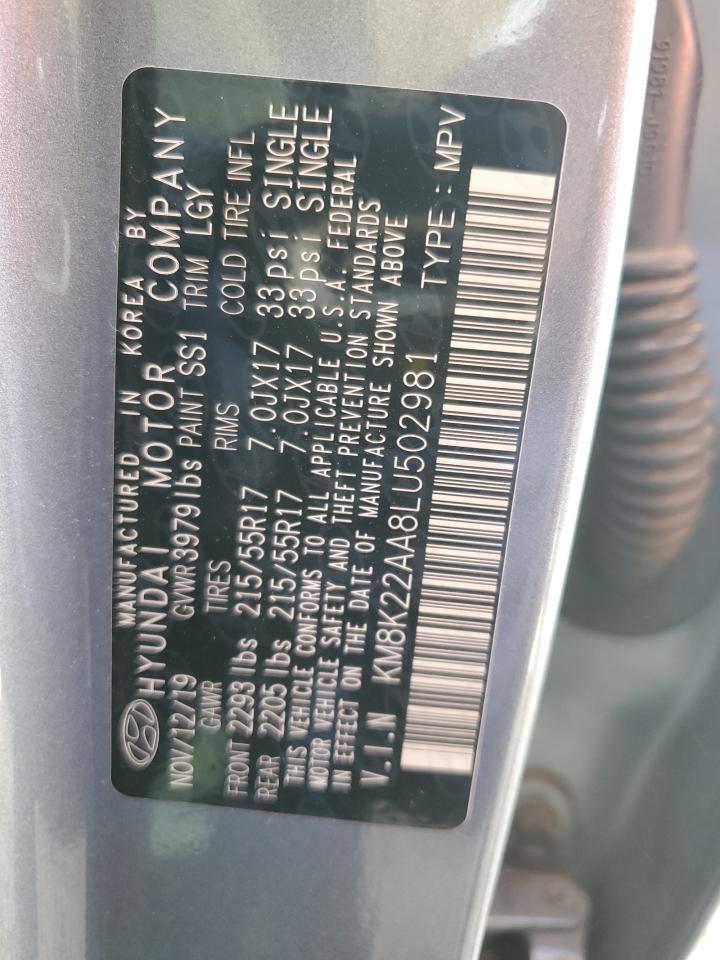 MANUFACTURED IN KOREA BY
HYUNDAI MOTOR COMPANY
NOV/12/19 GVWR 3979lbs PAINT SS1 TRIM LGY
GAWR TIRES RIMS COLD TIRE INFL
FRONT 2293 lbs 215/55R17 7.0JX17 33psi SINGLE
REAR 2205 lbs 215/55R17 7.0JX17 33psi SINGLE
THIS VEHICLE CONFORMS TO ALL APPLICABLE U.S.A. FEDERAL
MOTOR VEHICLE SAFETY AND THEFT PREVENTION STANDARDS
IN EFFECT ON THE DATE OF MANUFACTURE SHOWN ABOVE
V.I.N KM8K22AA8LU502981 TYPE : MPV